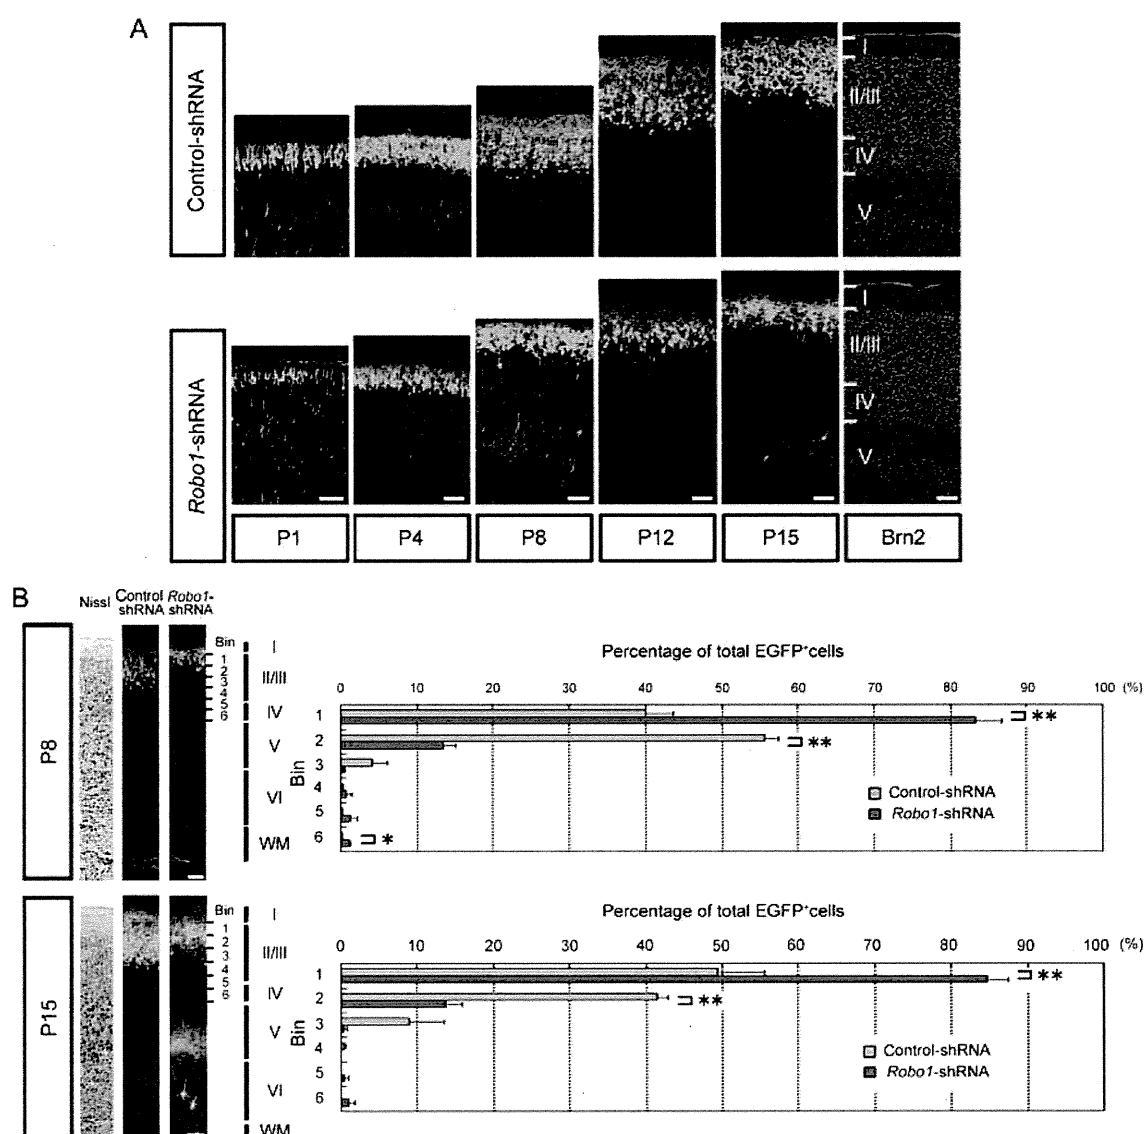 A
Control-shRNA
I
II/III
IV
V
Robo1-shRNA
I
II/III
IV
V
P1 P4 P8 P12 P15 Brn2
B
Nissl Control shRNA Robo1-shRNA
P8
Bin
1
2
3
4
5
6
I
II/III
IV
V
VI
WM
Percentage of total EGFP+cells
0 10 20 30 40 50 60 70 80 90 100 (%)
Bin
1 **
2 **
3
4
5
6 *
Control-shRNA
Robo1-shRNA
P15
Bin
1
2
3
4
5
6
I
II/III
IV
V
VI
WM
Percentage of total EGFP+cells
0 10 20 30 40 50 60 70 80 90 100 (%)
Bin
1 **
2 **
3
4
5
6
Control-shRNA
Robo1-shRNA